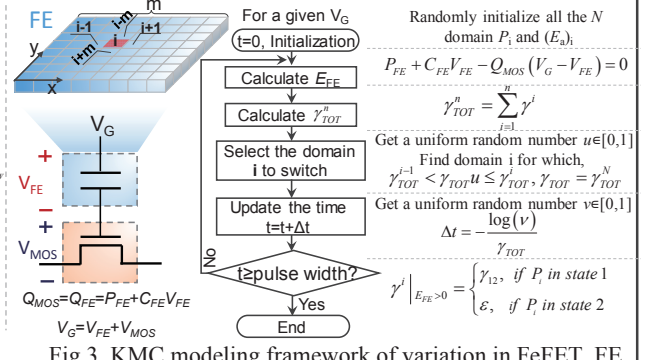 FE
m
i-1
i-m
i
i+1
i+m
y
x
V_G
+
V_FE
−
+
V_MOS
−
Q_MOS=Q_FE=P_FE+C_FEV_FE
V_G=V_FE+V_MOS
For a given V_G
t=0, Initialization
Calculate E_FE
Calculate γ^n_TOT
Select the domain
i to switch
Update the time
t=t+Δt
No
t≥pulse width?
Yes
End
Randomly initialize all the N
domain P_i and (E_a)_i
P_FE + C_FEV_FE − Q_MOS (V_G − V_FE) = 0
γ^n_TOT = ∑_{i=1}^{n} γ^i
Get a uniform random number u∈[0,1]
Find domain i for which,
γ^{i-1}_TOT < γ_TOT u ≤ γ^i_TOT, γ_TOT = γ^N_TOT
Get a uniform random number v∈[0,1]
Δt = − log(ν) / γ_TOT
γ^i |_{E_FE>0} = { γ_12, if P_i in state 1
ε, if P_i in state 2
Fig 3. KMC modeling framework of variation in FeFET. FE